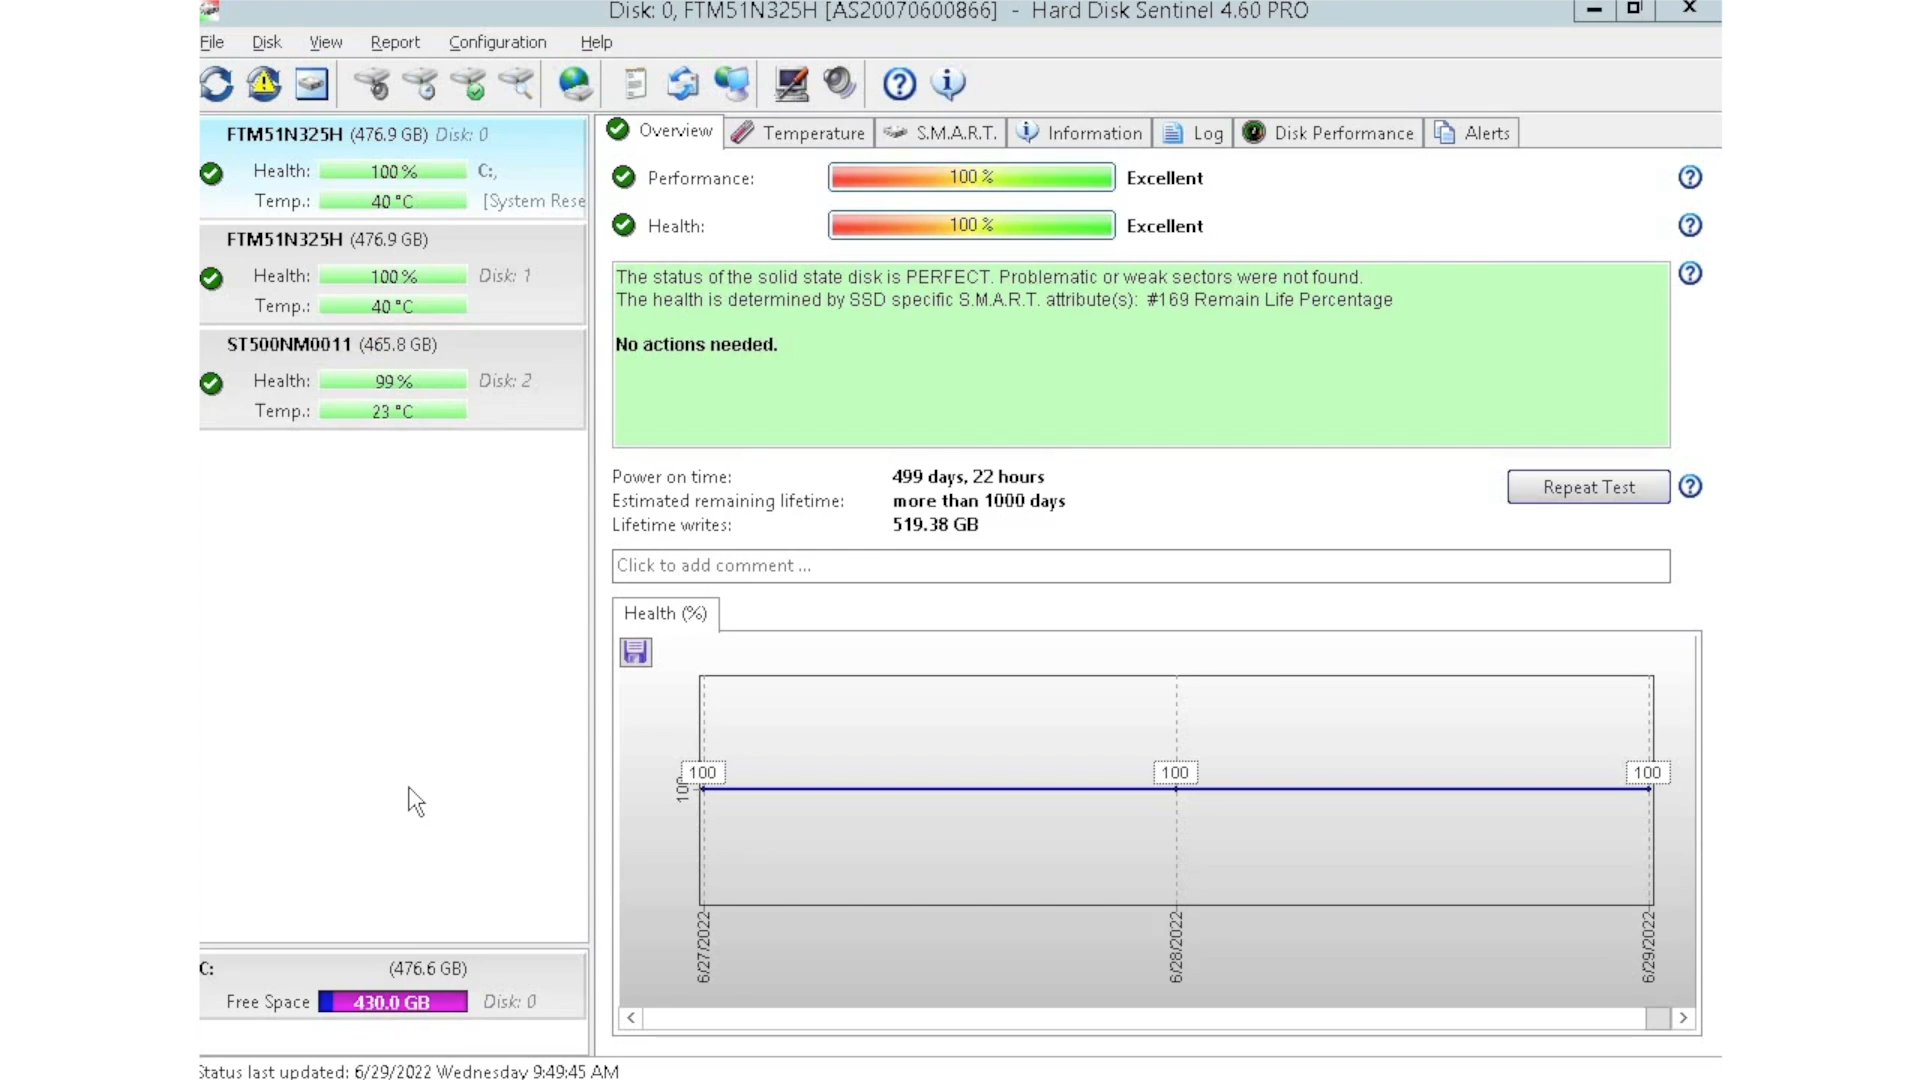 Disk: 0, FTM51N325H [AS20070600866] - Hard Disk Sentinel 4.60 PRO
File Disk View Report Configuration Help
FTM51N325H (476.9 GB) Disk: 0
Health: 100 % C:,
Temp.: 40 °C [System Rese
FTM51N325H (476.9 GB)
Health: 100 % Disk: 1
Temp.: 40 °C
ST500NM0011 (465.8 GB)
Health: 99 % Disk: 2
Temp.: 23 °C
C: (476.6 GB)
Free Space 430.0 GB Disk: 0
Overview Temperature S.M.A.R.T. Information Log Disk Performance Alerts
Performance: 100 % Excellent
Health: 100 % Excellent
The status of the solid state disk is PERFECT. Problematic or weak sectors were not found.
The health is determined by SSD specific S.M.A.R.T. attribute(s): #169 Remain Life Percentage
No actions needed.
Power on time: 499 days, 22 hours
Estimated remaining lifetime: more than 1000 days
Lifetime writes: 519.38 GB
Repeat Test
Click to add comment ...
Health (%)
100 100 100
100
6/27/2022 6/28/2022 6/29/2022
Status last updated: 6/29/2022 Wednesday 9:49:45 AM